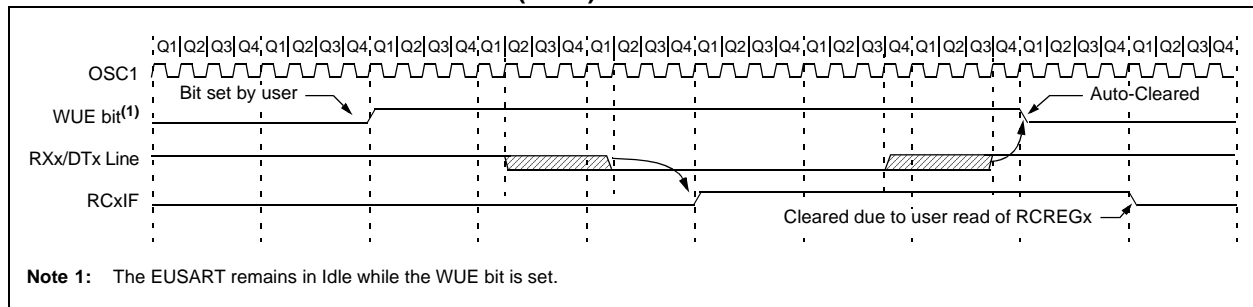 Q1 Q2 Q3 Q4 Q1 Q2 Q3 Q4 Q1 Q2 Q3 Q4 Q1 Q2 Q3 Q4 Q1 Q2 Q3 Q4 Q1 Q2 Q3 Q4 Q1 Q2 Q3 Q4 Q1 Q2 Q3 Q4 Q1 Q2 Q3 Q4 Q1 Q2 Q3 Q4
OSC1
Bit set by user
Auto-Cleared
WUE bit(1)
RXx/DTx Line
RCxIF
Cleared due to user read of RCREGx
Note 1: The EUSART remains in Idle while the WUE bit is set.